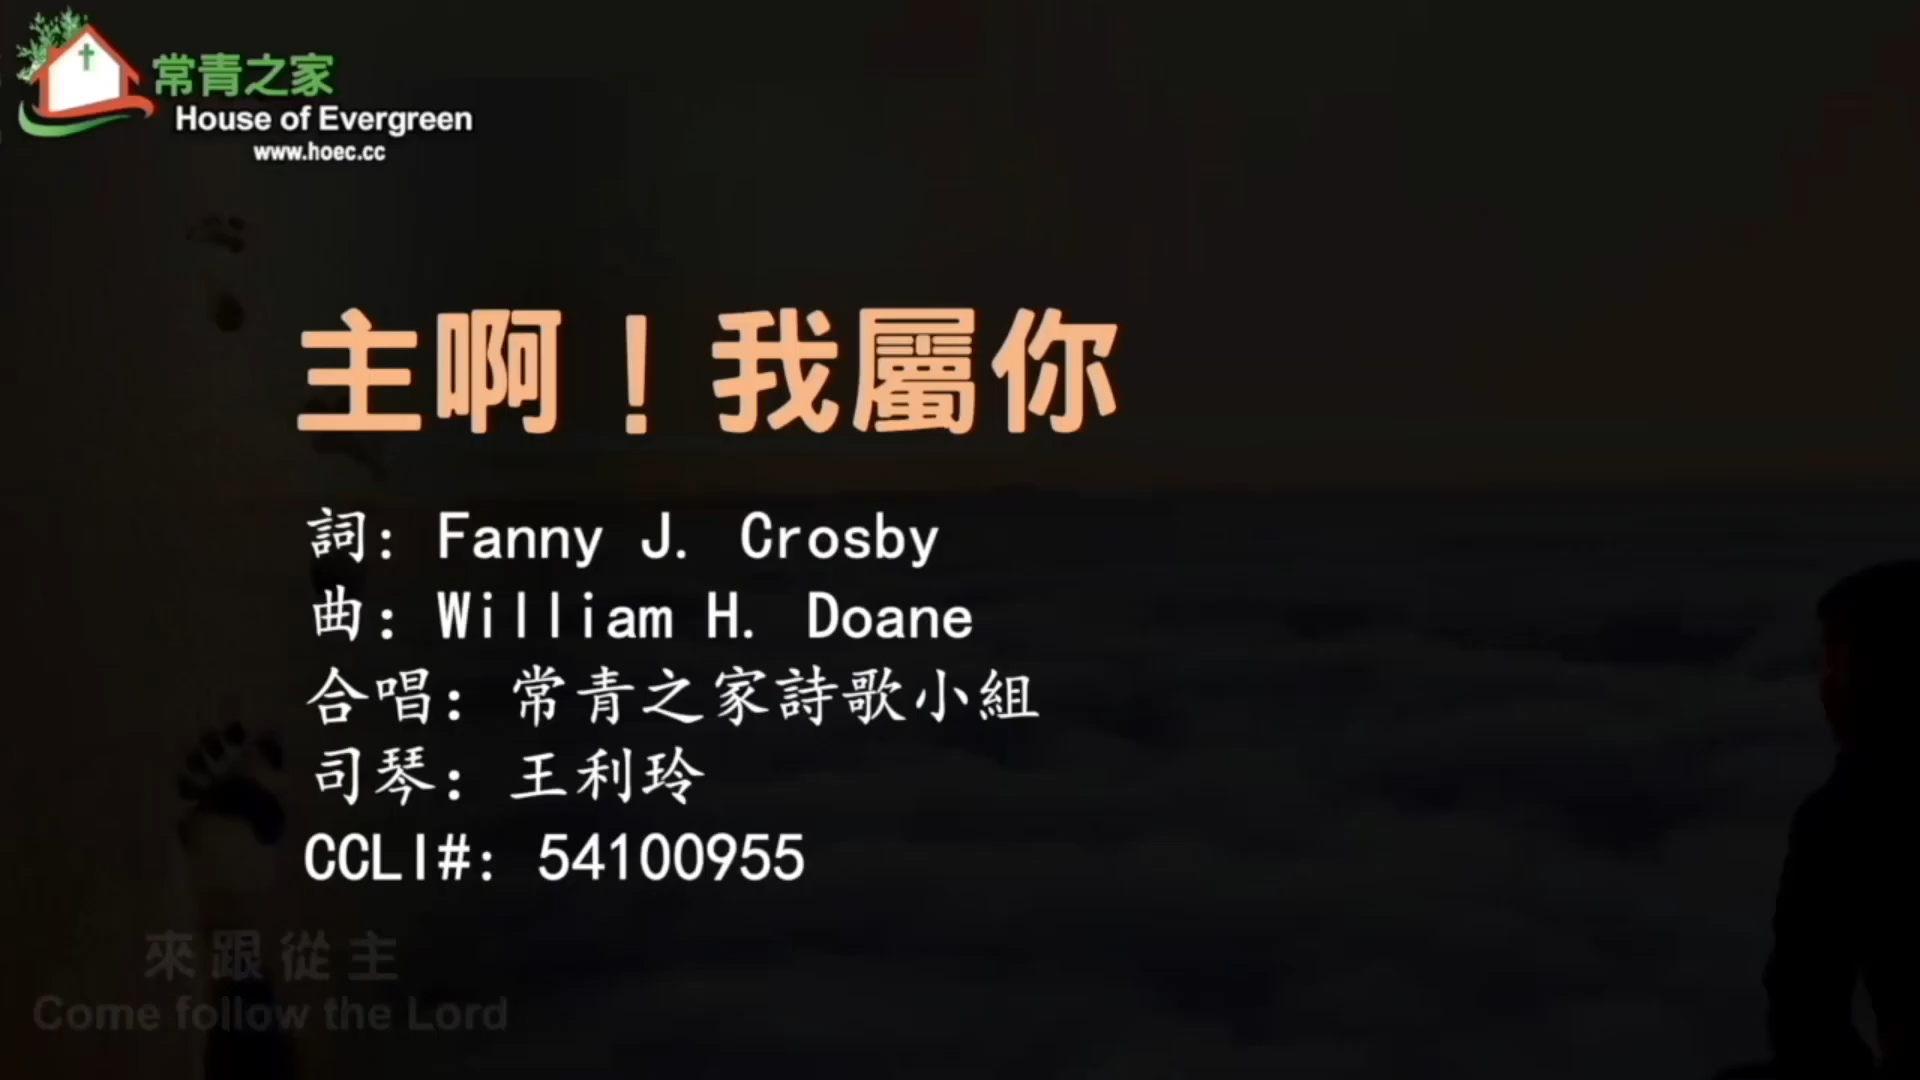 常青之家
House of Evergreen
www.hoec.cc
主啊！我屬你
詞: Fanny J. Crosby
曲: William H. Doane
合唱: 常青之家詩歌小組
司琴: 王利玲
CCLI#: 54100955
來跟從主
Come follow the Lord